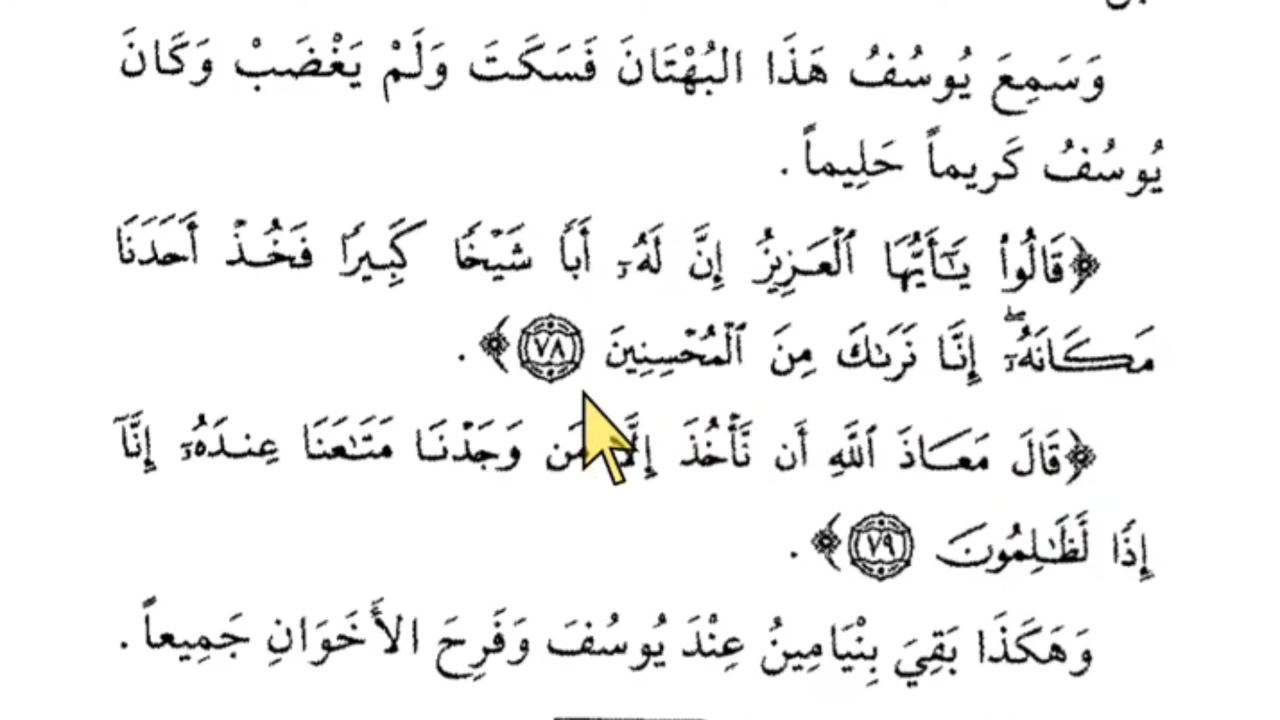 وَسَمِعَ يُوسُفُ هَذَا البُهْتَانَ فَسَكَتَ وَلَمْ يَغْضَبْ وَكَانَ
يُوسُفُ كَرِيماً حَلِيماً .
﴿قَالُوا۟ يَـٰٓأَيُّهَا ٱلْعَزِيزُ إِنَّ لَهُۥٓ أَبًا شَيْخًا كَبِيرًا فَخُذْ أَحَدَنَا
مَكَانَهُۥٓ ۖ إِنَّا نَرَىٰكَ مِنَ ٱلْمُحْسِنِينَ ٧٨﴾ .
﴿قَالَ مَعَاذَ ٱللَّهِ أَن نَّأْخُذَ إِلَّا مَن وَجَدْنَا مَتَـٰعَنَا عِندَهُۥٓ إِنَّآ
إِذًا لَّظَـٰلِمُونَ ٧٩﴾ .
وَهَكَذَا بَقِيَ بِنْيَامِينُ عِنْدَ يُوسُفَ وَفَرِحَ الأَخَوَانِ جَمِيعاً .